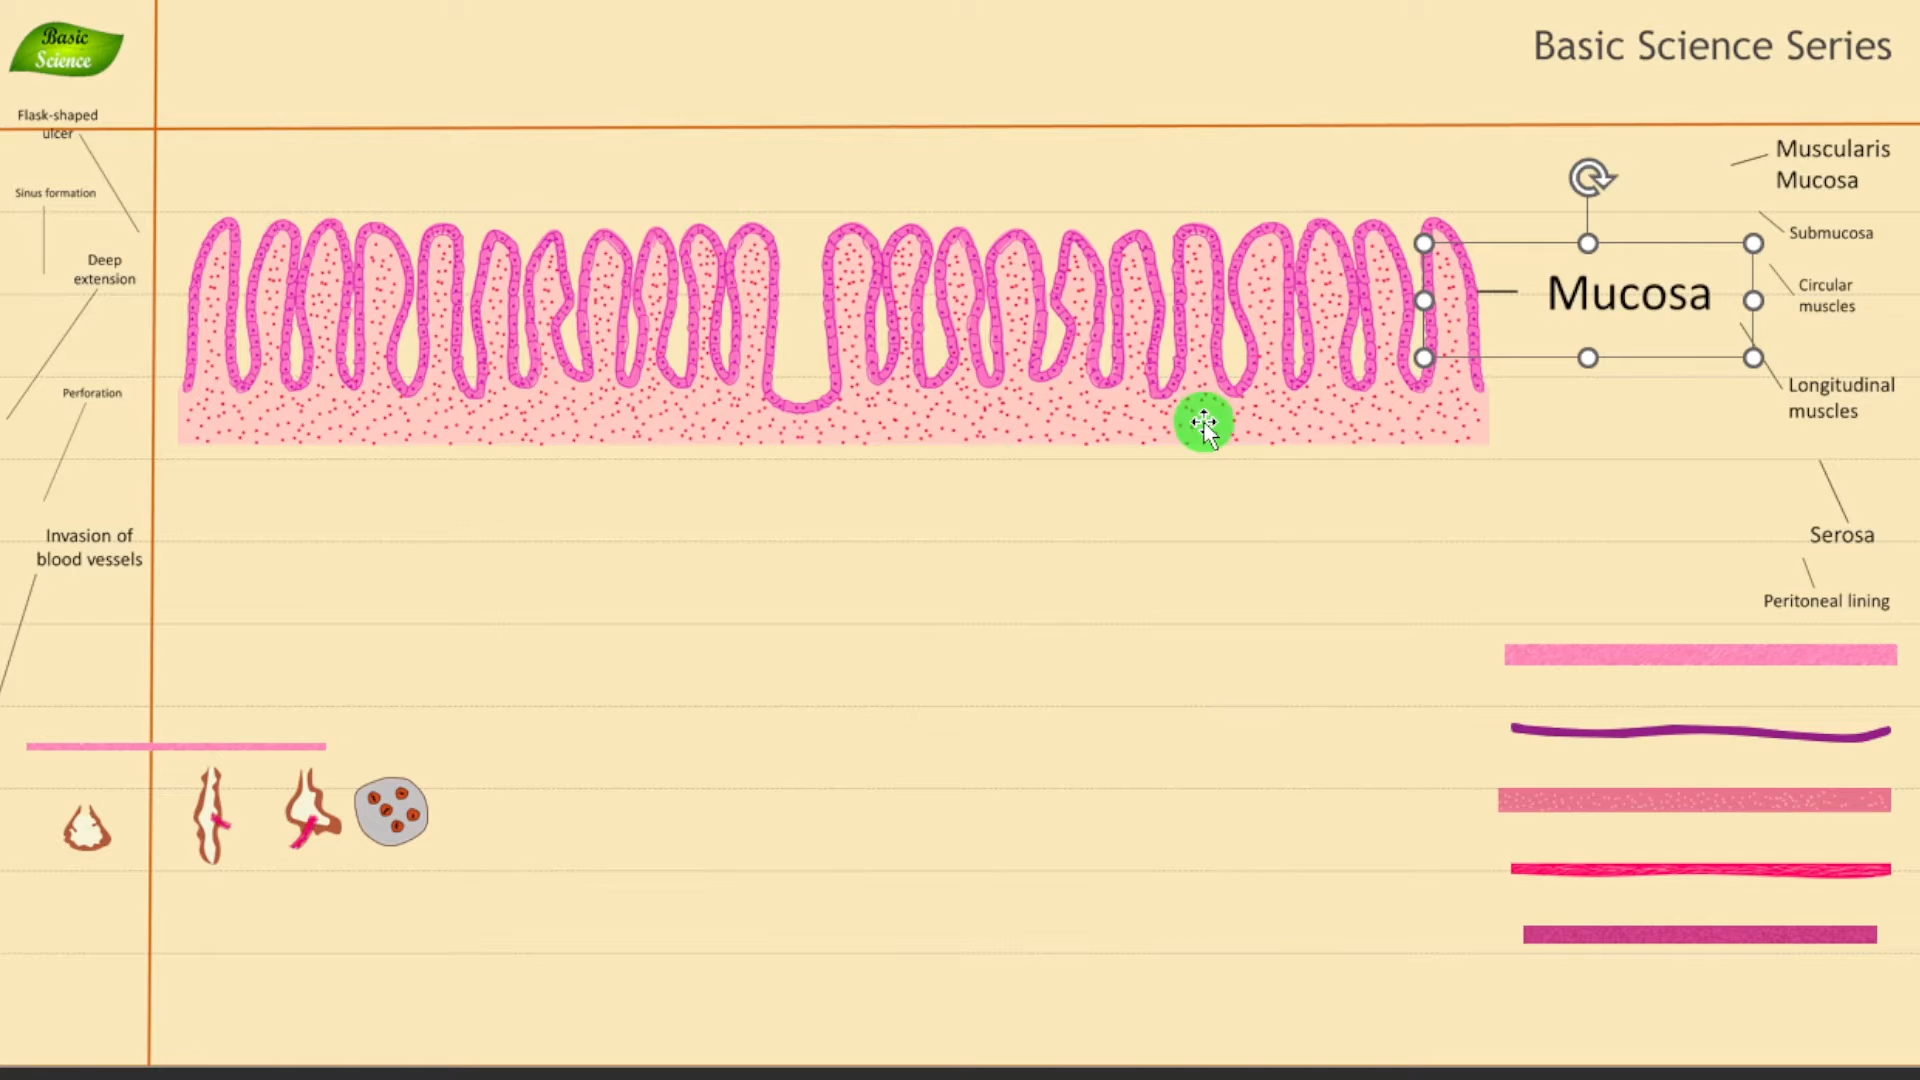 Basic
Science
Basic Science Series
Flask-shaped
ulcer
Sinus formation
Deep
extension
Perforation
Invasion of
blood vessels
Muscularis
Mucosa
Submucosa
Mucosa
Circular
muscles
Longitudinal
muscles
Serosa
Peritoneal lining